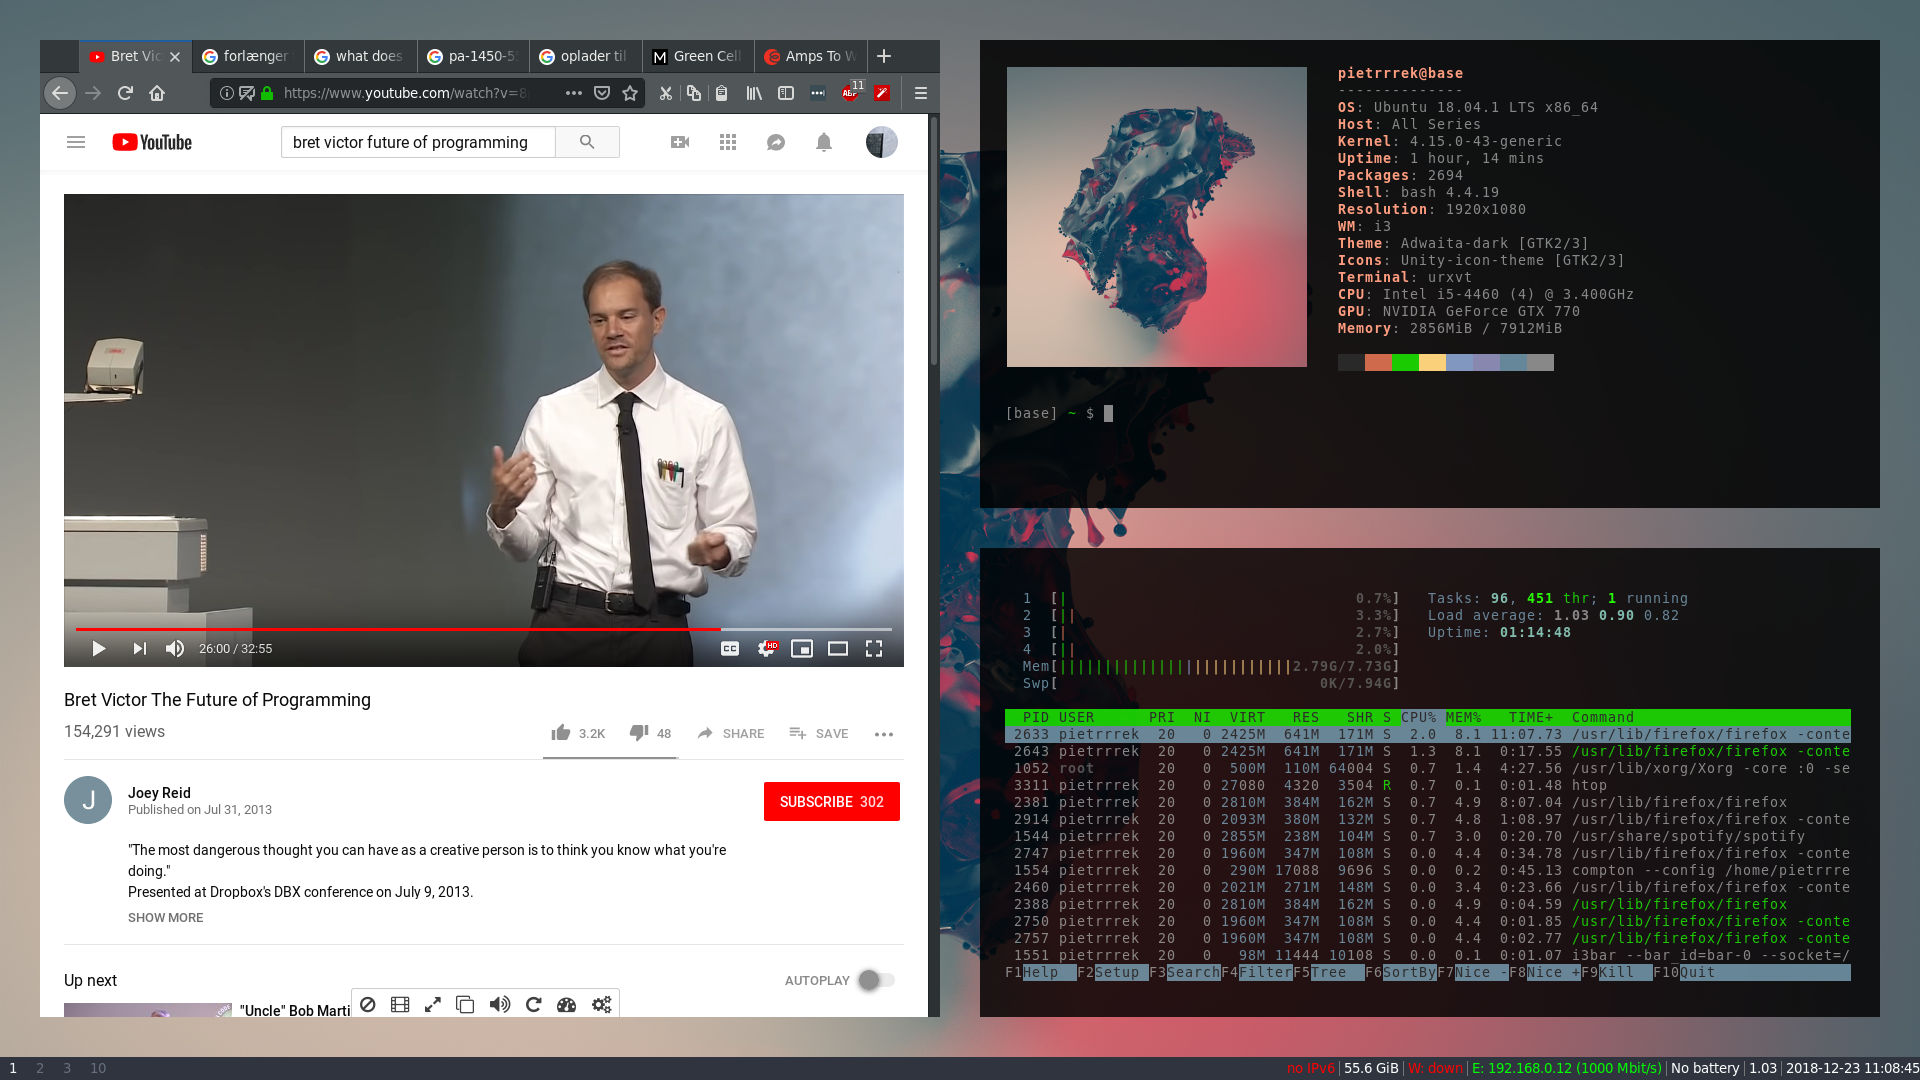 Bret Vic
forlænger
what does
pa-1450-5
oplader til
Green Cell
Amps To W
https://www.youtube.com/watch?v=8
ABP 11
YouTube
bret victor future of programming
26:00 / 32:55
CC
HD
Bret Victor The Future of Programming
154,291 views
3.2K 48 SHARE SAVE
J
Joey Reid
Published on Jul 31, 2013
SUBSCRIBE 302
"The most dangerous thought you can have as a creative person is to think you know what you're
doing."
Presented at Dropbox's DBX conference on July 9, 2013.
SHOW MORE
Up next
AUTOPLAY
"Uncle" Bob Marti
pietrrrek@base
--------------
OS: Ubuntu 18.04.1 LTS x86_64
Host: All Series
Kernel: 4.15.0-43-generic
Uptime: 1 hour, 14 mins
Packages: 2694
Shell: bash 4.4.19
Resolution: 1920x1080
WM: i3
Theme: Adwaita-dark [GTK2/3]
Icons: Unity-icon-theme [GTK2/3]
Terminal: urxvt
CPU: Intel i5-4460 (4) @ 3.400GHz
GPU: NVIDIA GeForce GTX 770
Memory: 2856MiB / 7912MiB
[base] ~ $
1 [| 0.7%] Tasks: 96, 451 thr; 1 running
2 [|| 3.3%] Load average: 1.03 0.90 0.82
3 [| 2.7%] Uptime: 01:14:48
4 [|| 2.0%]
Mem[||||||||||||||||||||||||||2.79G/7.73G]
Swp[ 0K/7.94G]
PID USER PRI NI VIRT RES SHR S CPU% MEM% TIME+ Command
2633 pietrrrek 20 0 2425M 641M 171M S 2.0 8.1 11:07.73 /usr/lib/firefox/firefox -conte
2643 pietrrrek 20 0 2425M 641M 171M S 1.3 8.1 0:17.55 /usr/lib/firefox/firefox -conte
1052 root 20 0 500M 110M 64004 S 0.7 1.4 4:27.56 /usr/lib/xorg/Xorg -core :0 -se
3311 pietrrrek 20 0 27080 4320 3504 R 0.7 0.1 0:01.48 htop
2381 pietrrrek 20 0 2810M 384M 162M S 0.7 4.9 8:07.04 /usr/lib/firefox/firefox
2914 pietrrrek 20 0 2093M 380M 132M S 0.7 4.8 1:08.97 /usr/lib/firefox/firefox -conte
1544 pietrrrek 20 0 2855M 238M 104M S 0.7 3.0 0:20.70 /usr/share/spotify/spotify
2747 pietrrrek 20 0 1960M 347M 108M S 0.0 4.4 0:34.78 /usr/lib/firefox/firefox -conte
1554 pietrrrek 20 0 290M 17088 9696 S 0.0 0.2 0:45.13 compton --config /home/pietrrre
2460 pietrrrek 20 0 2021M 271M 148M S 0.0 3.4 0:23.66 /usr/lib/firefox/firefox -conte
2388 pietrrrek 20 0 2810M 384M 162M S 0.0 4.9 0:04.59 /usr/lib/firefox/firefox
2750 pietrrrek 20 0 1960M 347M 108M S 0.0 4.4 0:01.85 /usr/lib/firefox/firefox -conte
2757 pietrrrek 20 0 1960M 347M 108M S 0.0 4.4 0:02.77 /usr/lib/firefox/firefox -conte
1551 pietrrrek 20 0 98M 11444 10108 S 0.0 0.1 0:01.07 i3bar --bar_id=bar-0 --socket=/
F1Help F2Setup F3SearchF4FilterF5Tree F6SortByF7Nice -F8Nice +F9Kill F10Quit
1 2 3 10
no IPv6|55.6 GiB|W: down|E: 192.168.0.12 (1000 Mbit/s)|No battery|1.03|2018-12-23 11:08:45